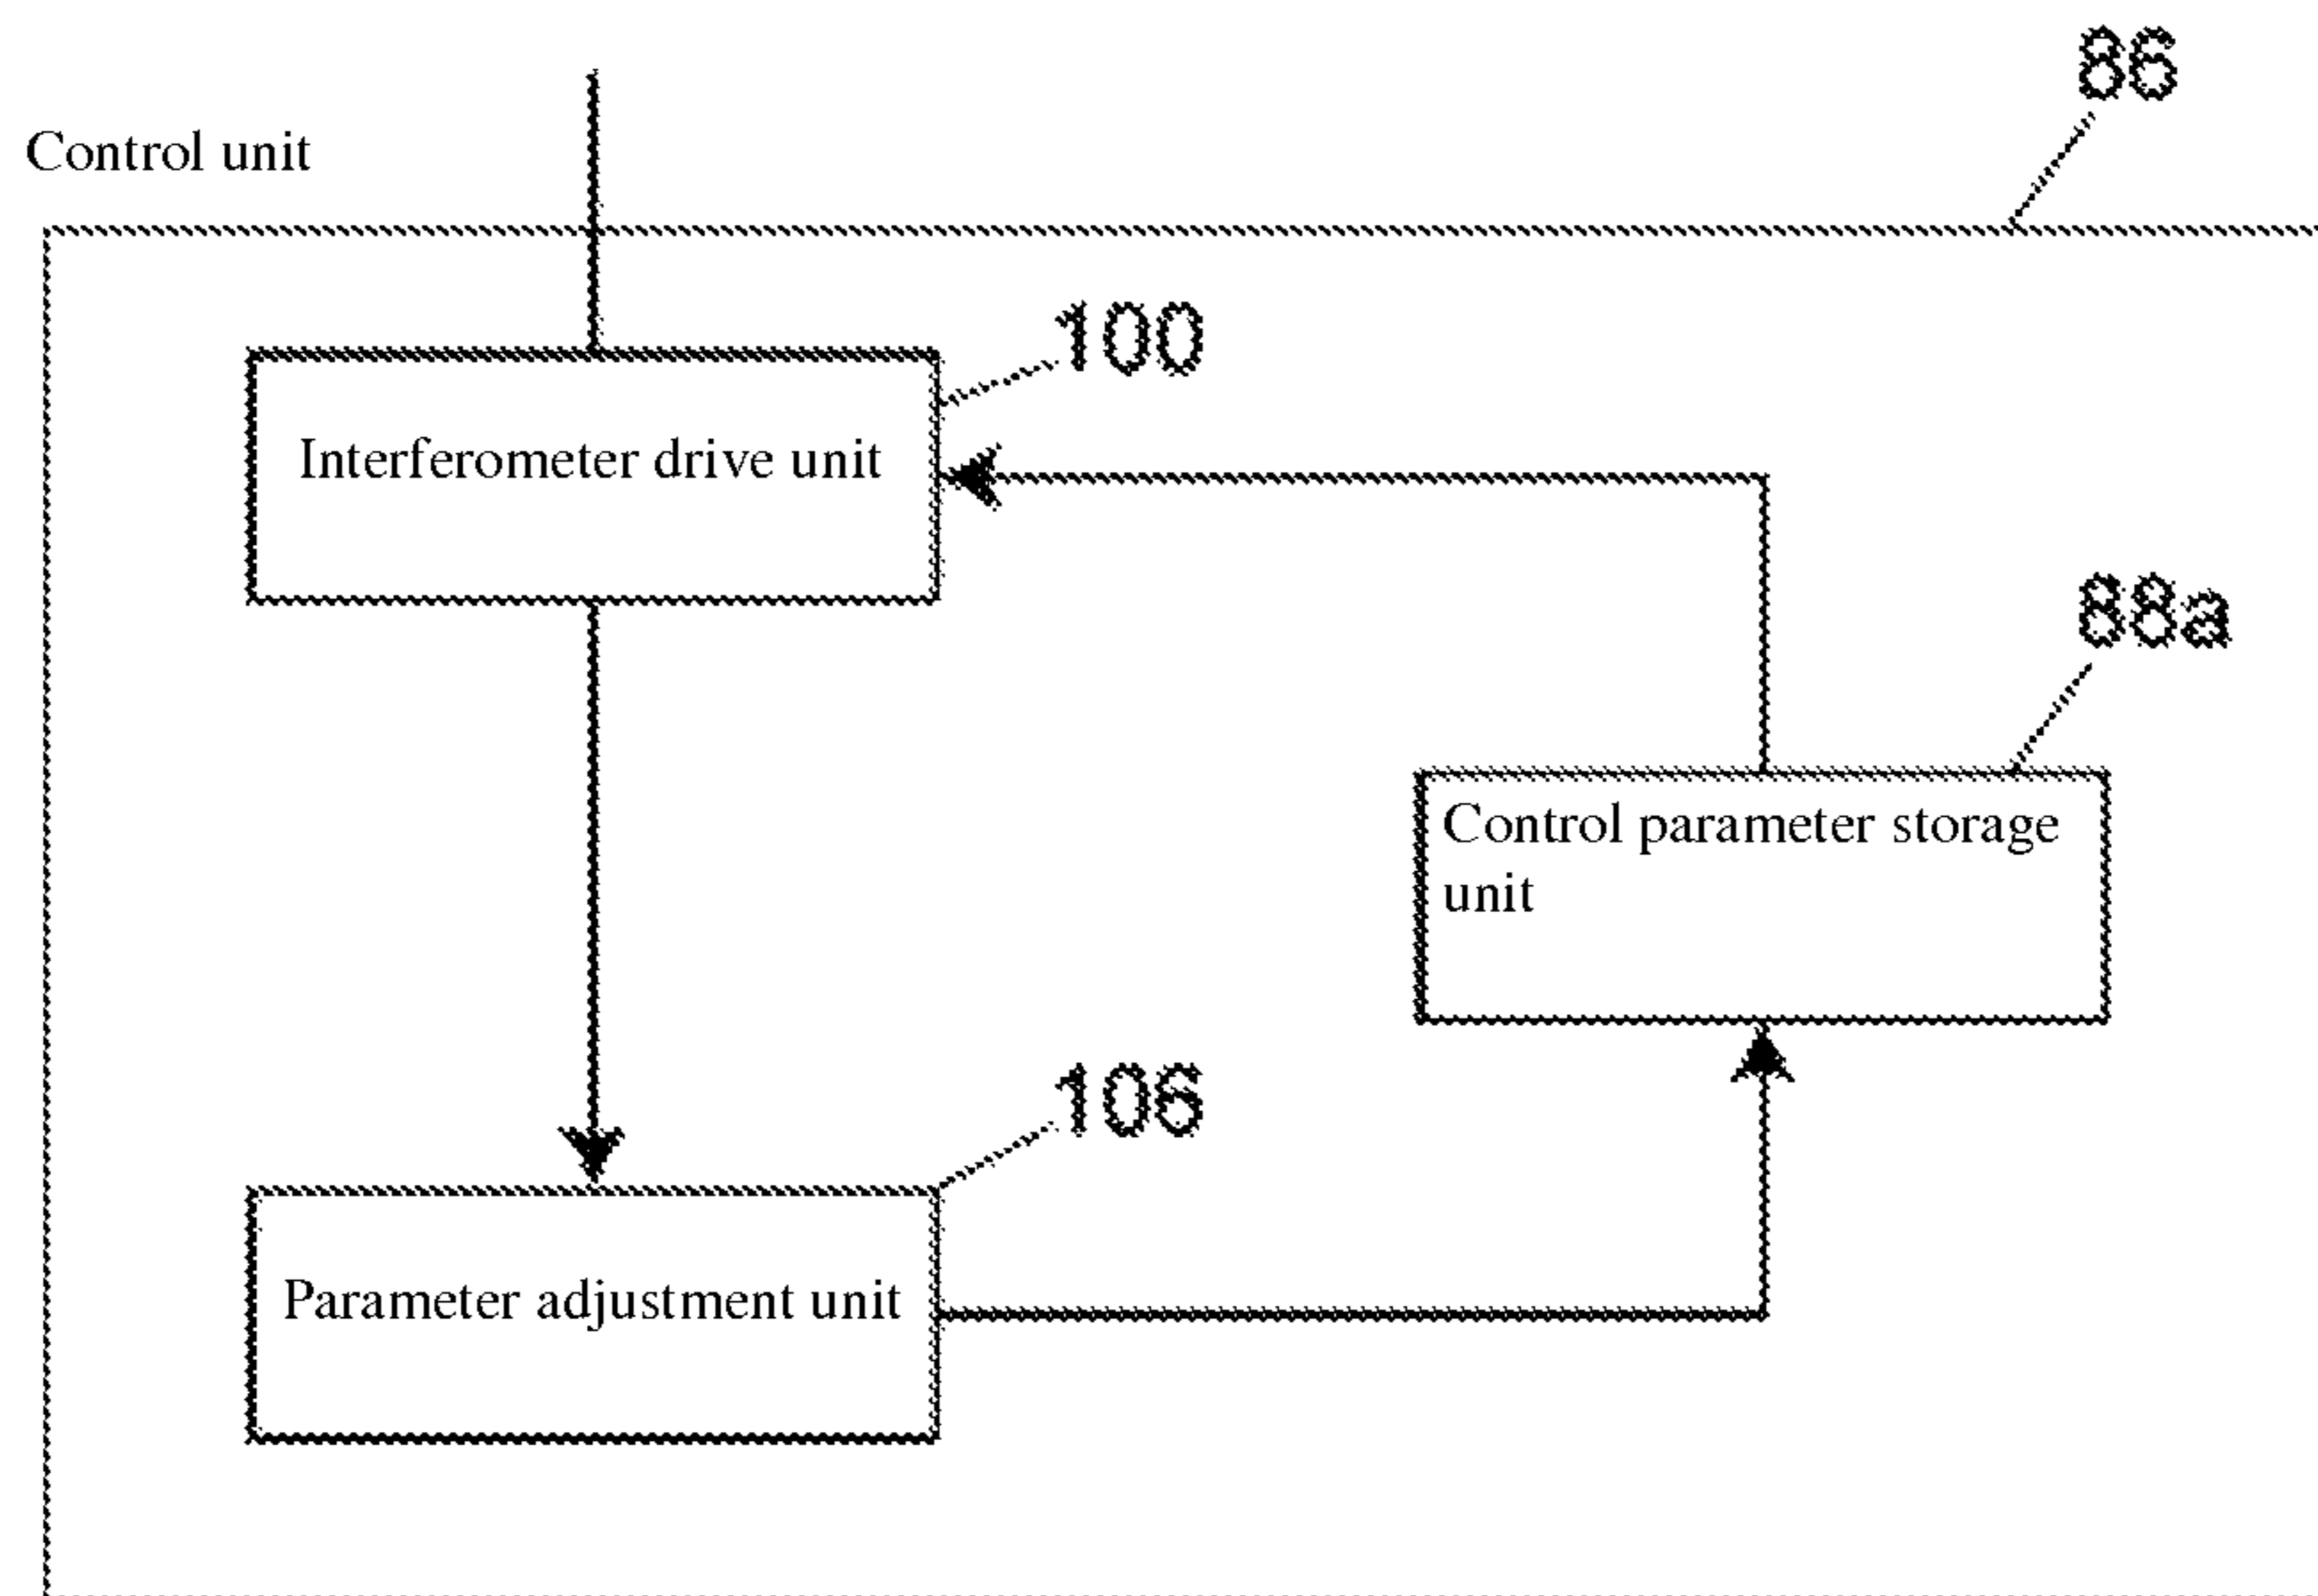 86
Control unit
100
Interferometer drive unit
88a
Control parameter storage
unit
106
Parameter adjustment unit